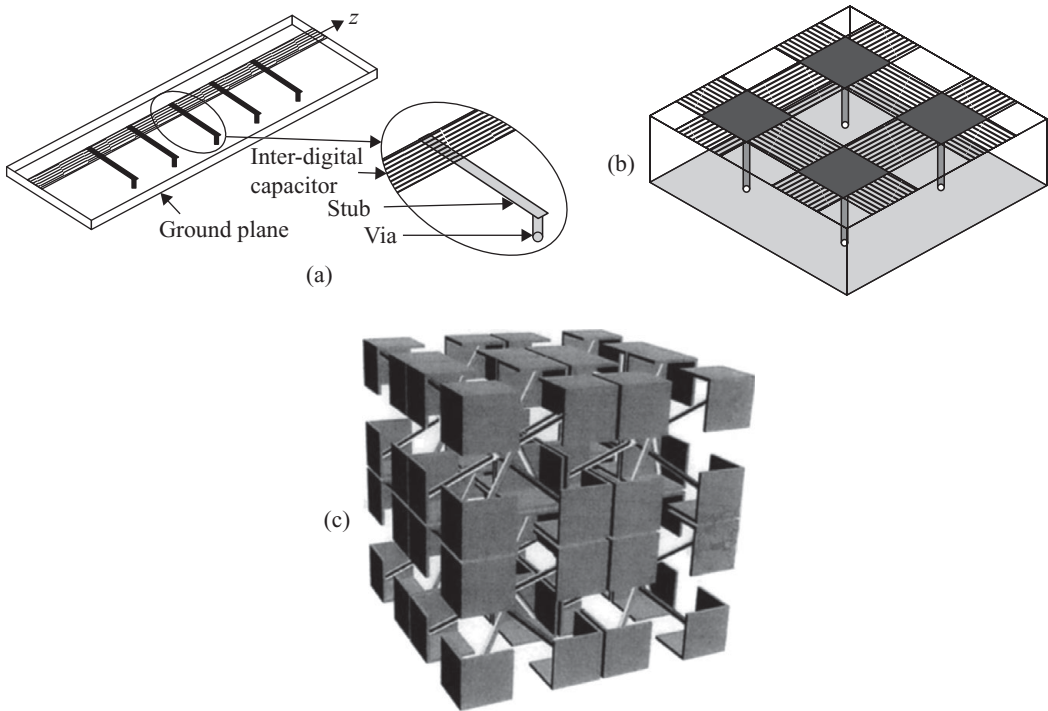 z
Inter-digital
capacitor
Stub
Via
Ground plane
(a)
(b)
(c)